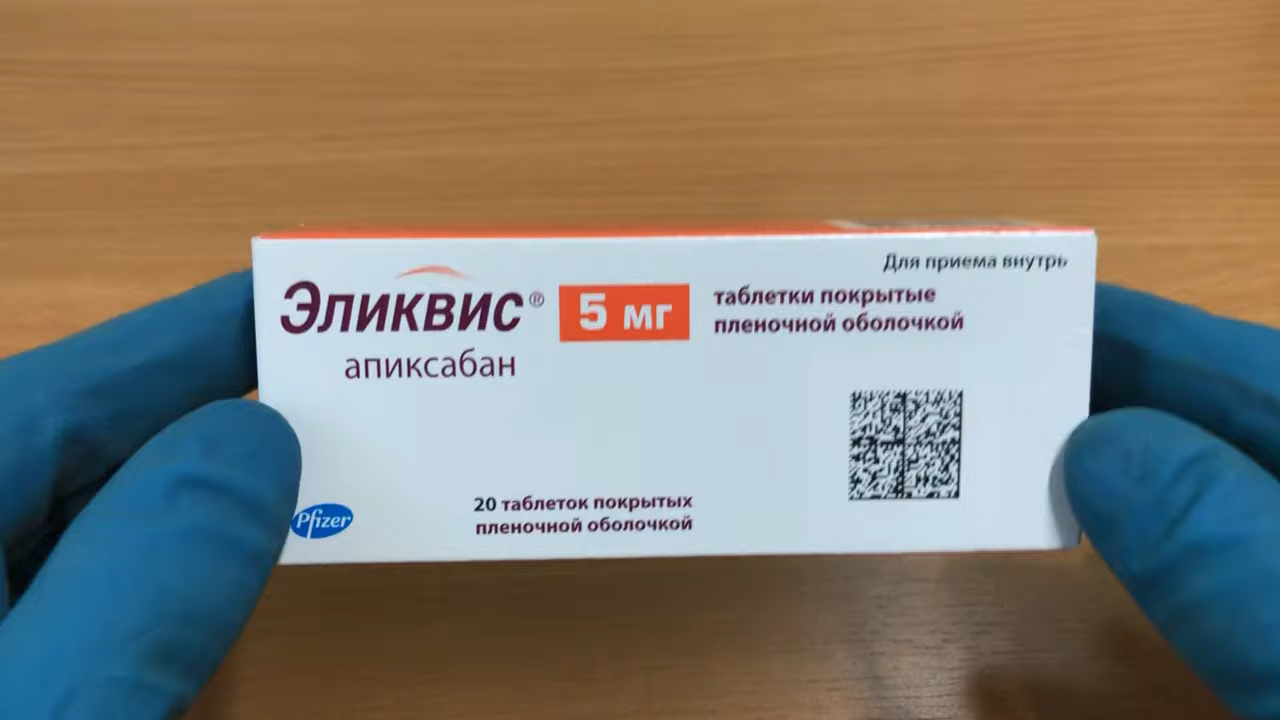 Для приема внутрь
Эликвис® 5 мг
таблетки покрытые
пленочной оболочкой
апиксабан
20 таблеток покрытых
пленочной оболочкой
Pfizer